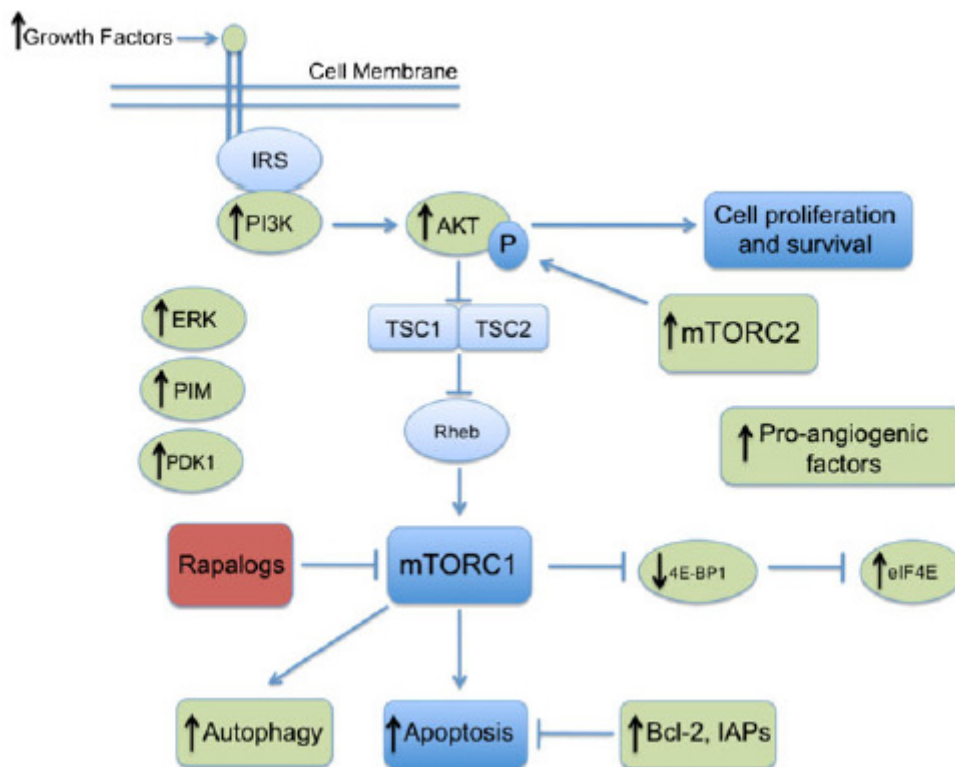 ↑Growth Factors
Cell Membrane
IRS
↑PI3K
↑AKT
P
Cell proliferation
and survival
↑ERK
TSC1
TSC2
↑mTORC2
↑PIM
Rheb
↑PDK1
↑Pro-angiogenic
factors
Rapalogs
mTORC1
↓4E-BP1
↑eIF4E
↑Autophagy
↑Apoptosis
↑Bcl-2, IAPs